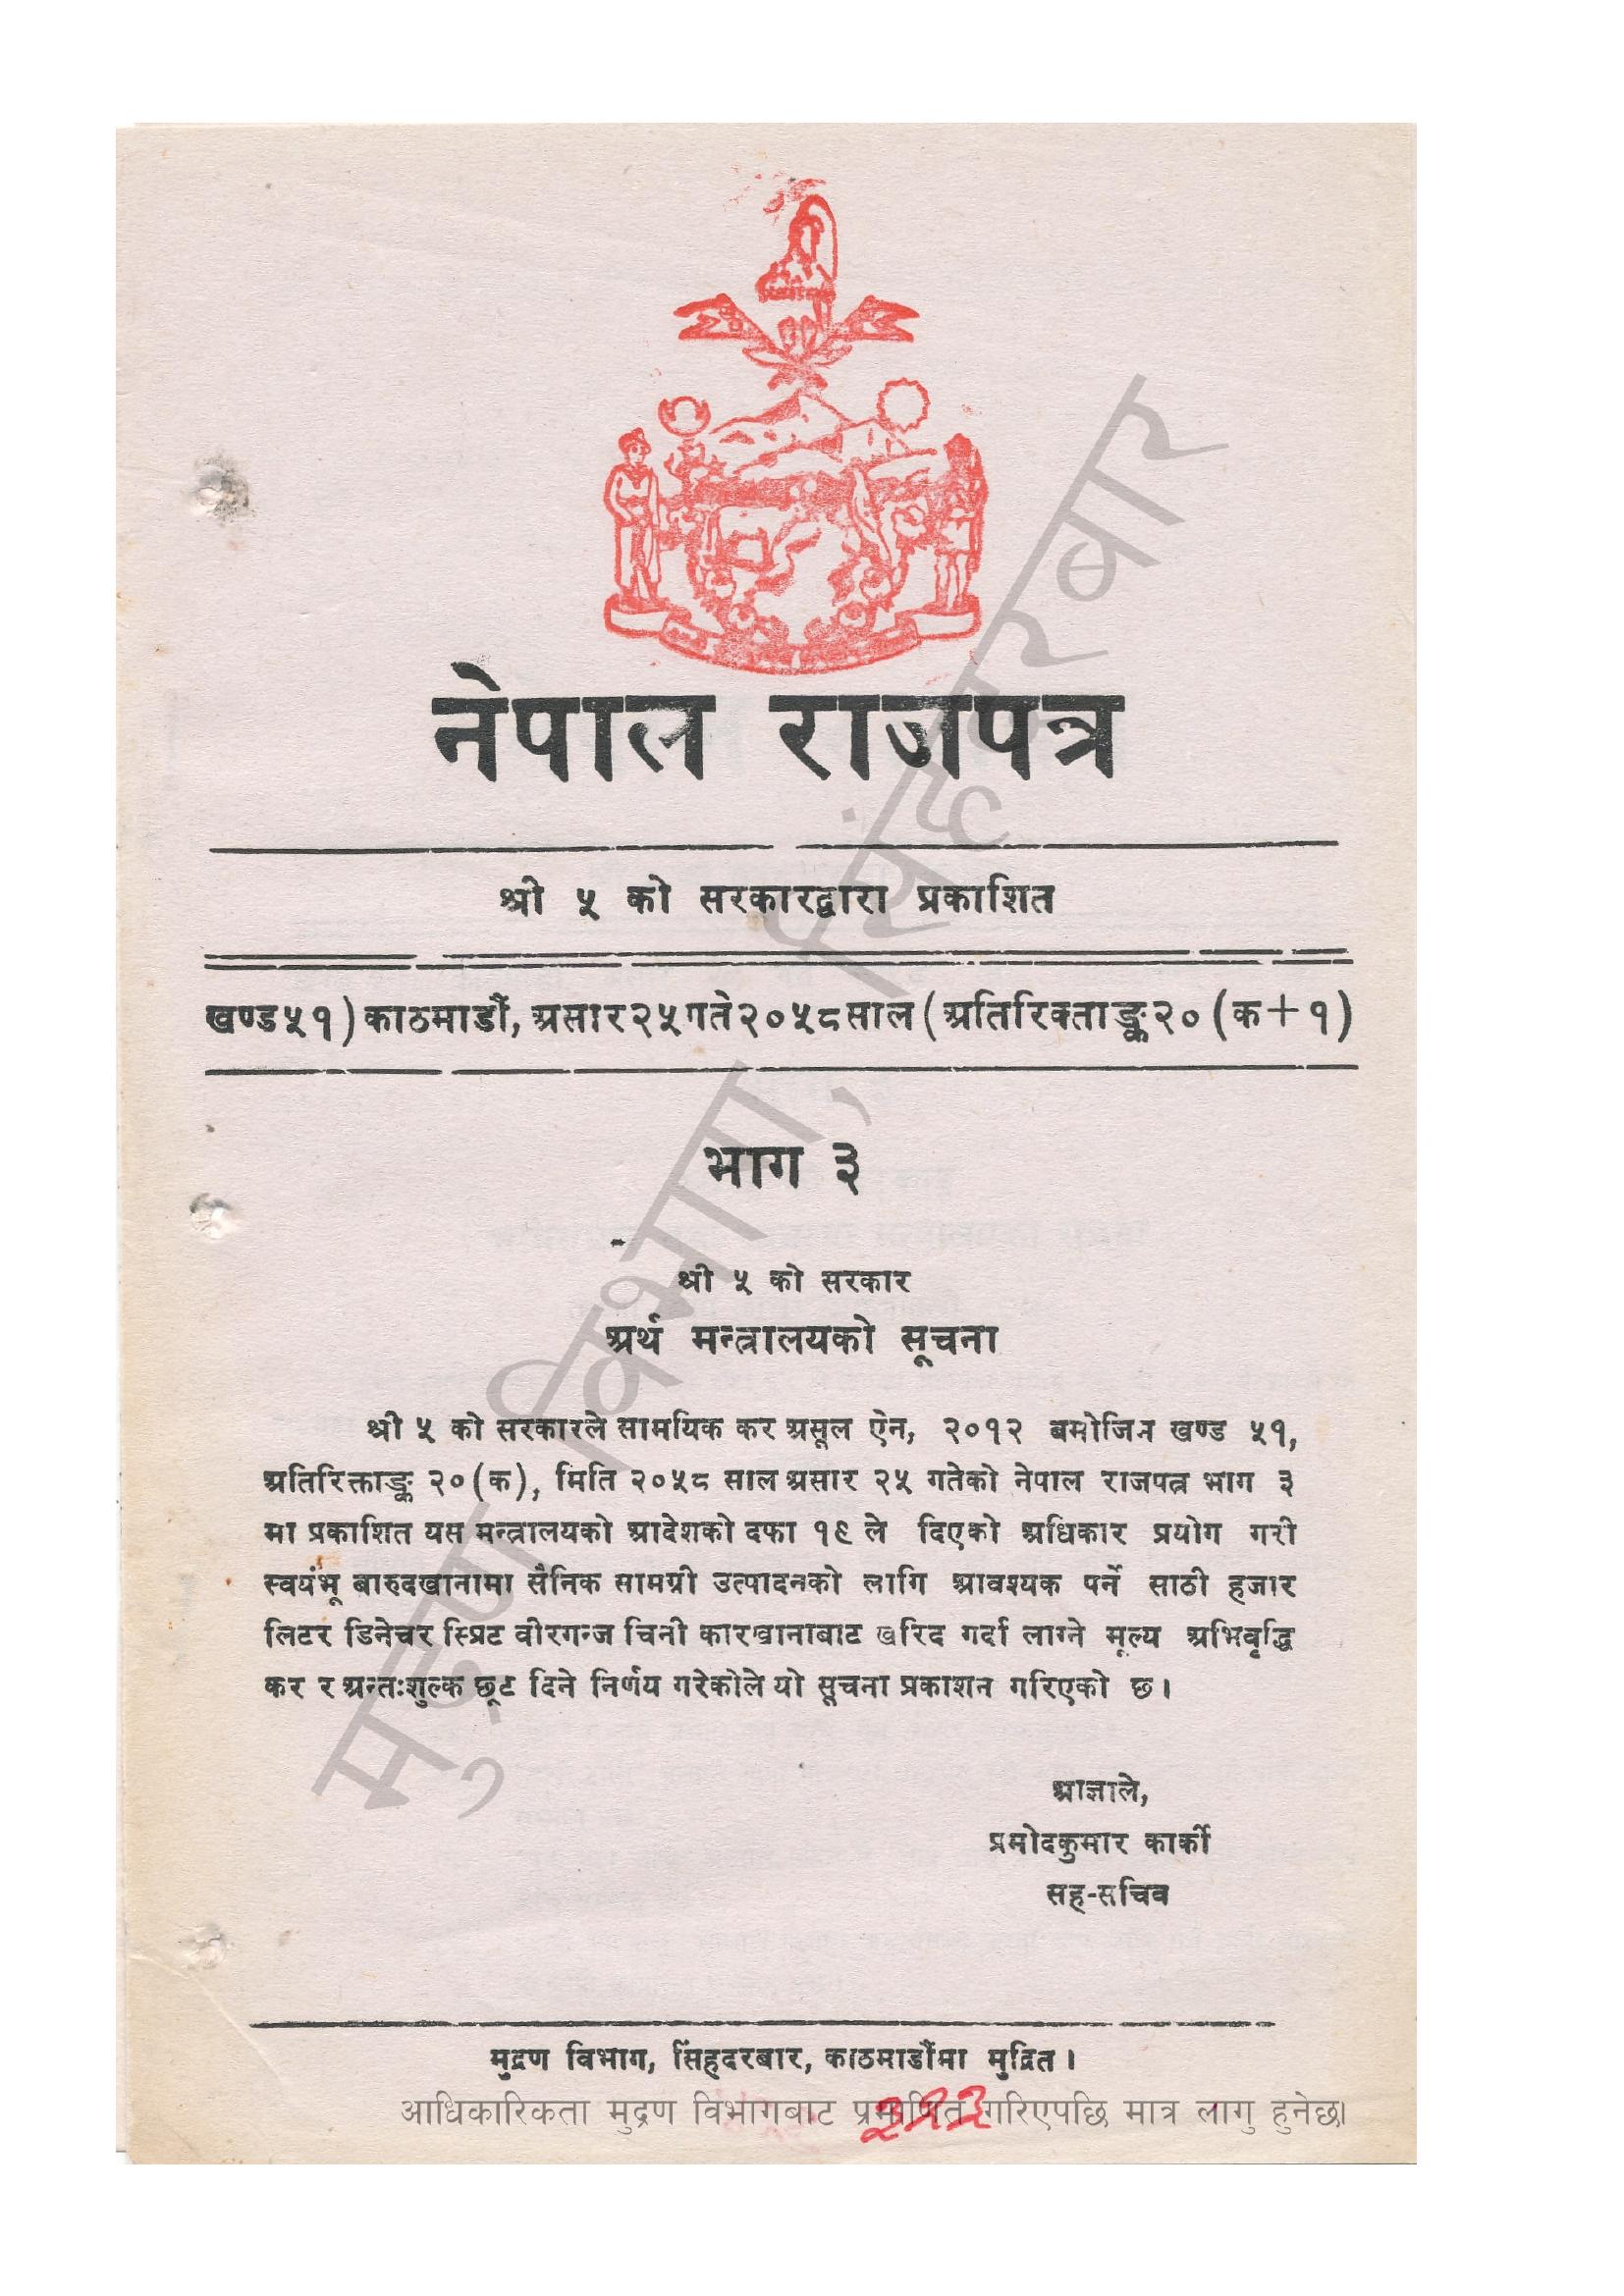 नेपाल राजपत्र
श्री ५ को सरकारद्वारा प्रकाशित
खण्ड ५१) काठमाडौं, असार २५ गते २०५८ साल (अतिरिक्ताङ्क २० (क+१)
भाग ३
श्री ५ को सरकार
अर्थ मन्त्रालयको सूचना
श्री ५ को सरकारले सामयिक कर असूल ऐन, २०१२ बमोजिम खण्ड ५१,
अतिरिक्ताङ्क २०(क), मिति २०५८ साल असार २५ गतेको नेपाल राजपत्र भाग ३
मा प्रकाशित यस मन्त्रालयको आदेशको दफा १९ ले दिएको अधिकार प्रयोग गरी
स्वयंभू बारुदखानामा सैनिक सामग्री उत्पादनको लागि आवश्यक पर्ने साठी हजार
लिटर डिनेचर स्प्रिट वीरगन्ज चिनी कारखानाबाट खरिद गर्दा लाग्ने मूल्य अभिवृद्धि
कर र अन्तःशुल्क छूट दिने निर्णय गरेकोले यो सूचना प्रकाशन गरिएको छ।
आज्ञाले,
प्रमोदकुमार कार्की
सह-सचिव
मुद्रण विभाग, सिंहदरबार, काठमाडौंमा मुद्रित।
आधिकारिकता मुद्रण विभागबाट प्रमाणित गरिएपछि मात्र लागु हुनेछ।
मुद्रण विभाग, सिंहदरबार